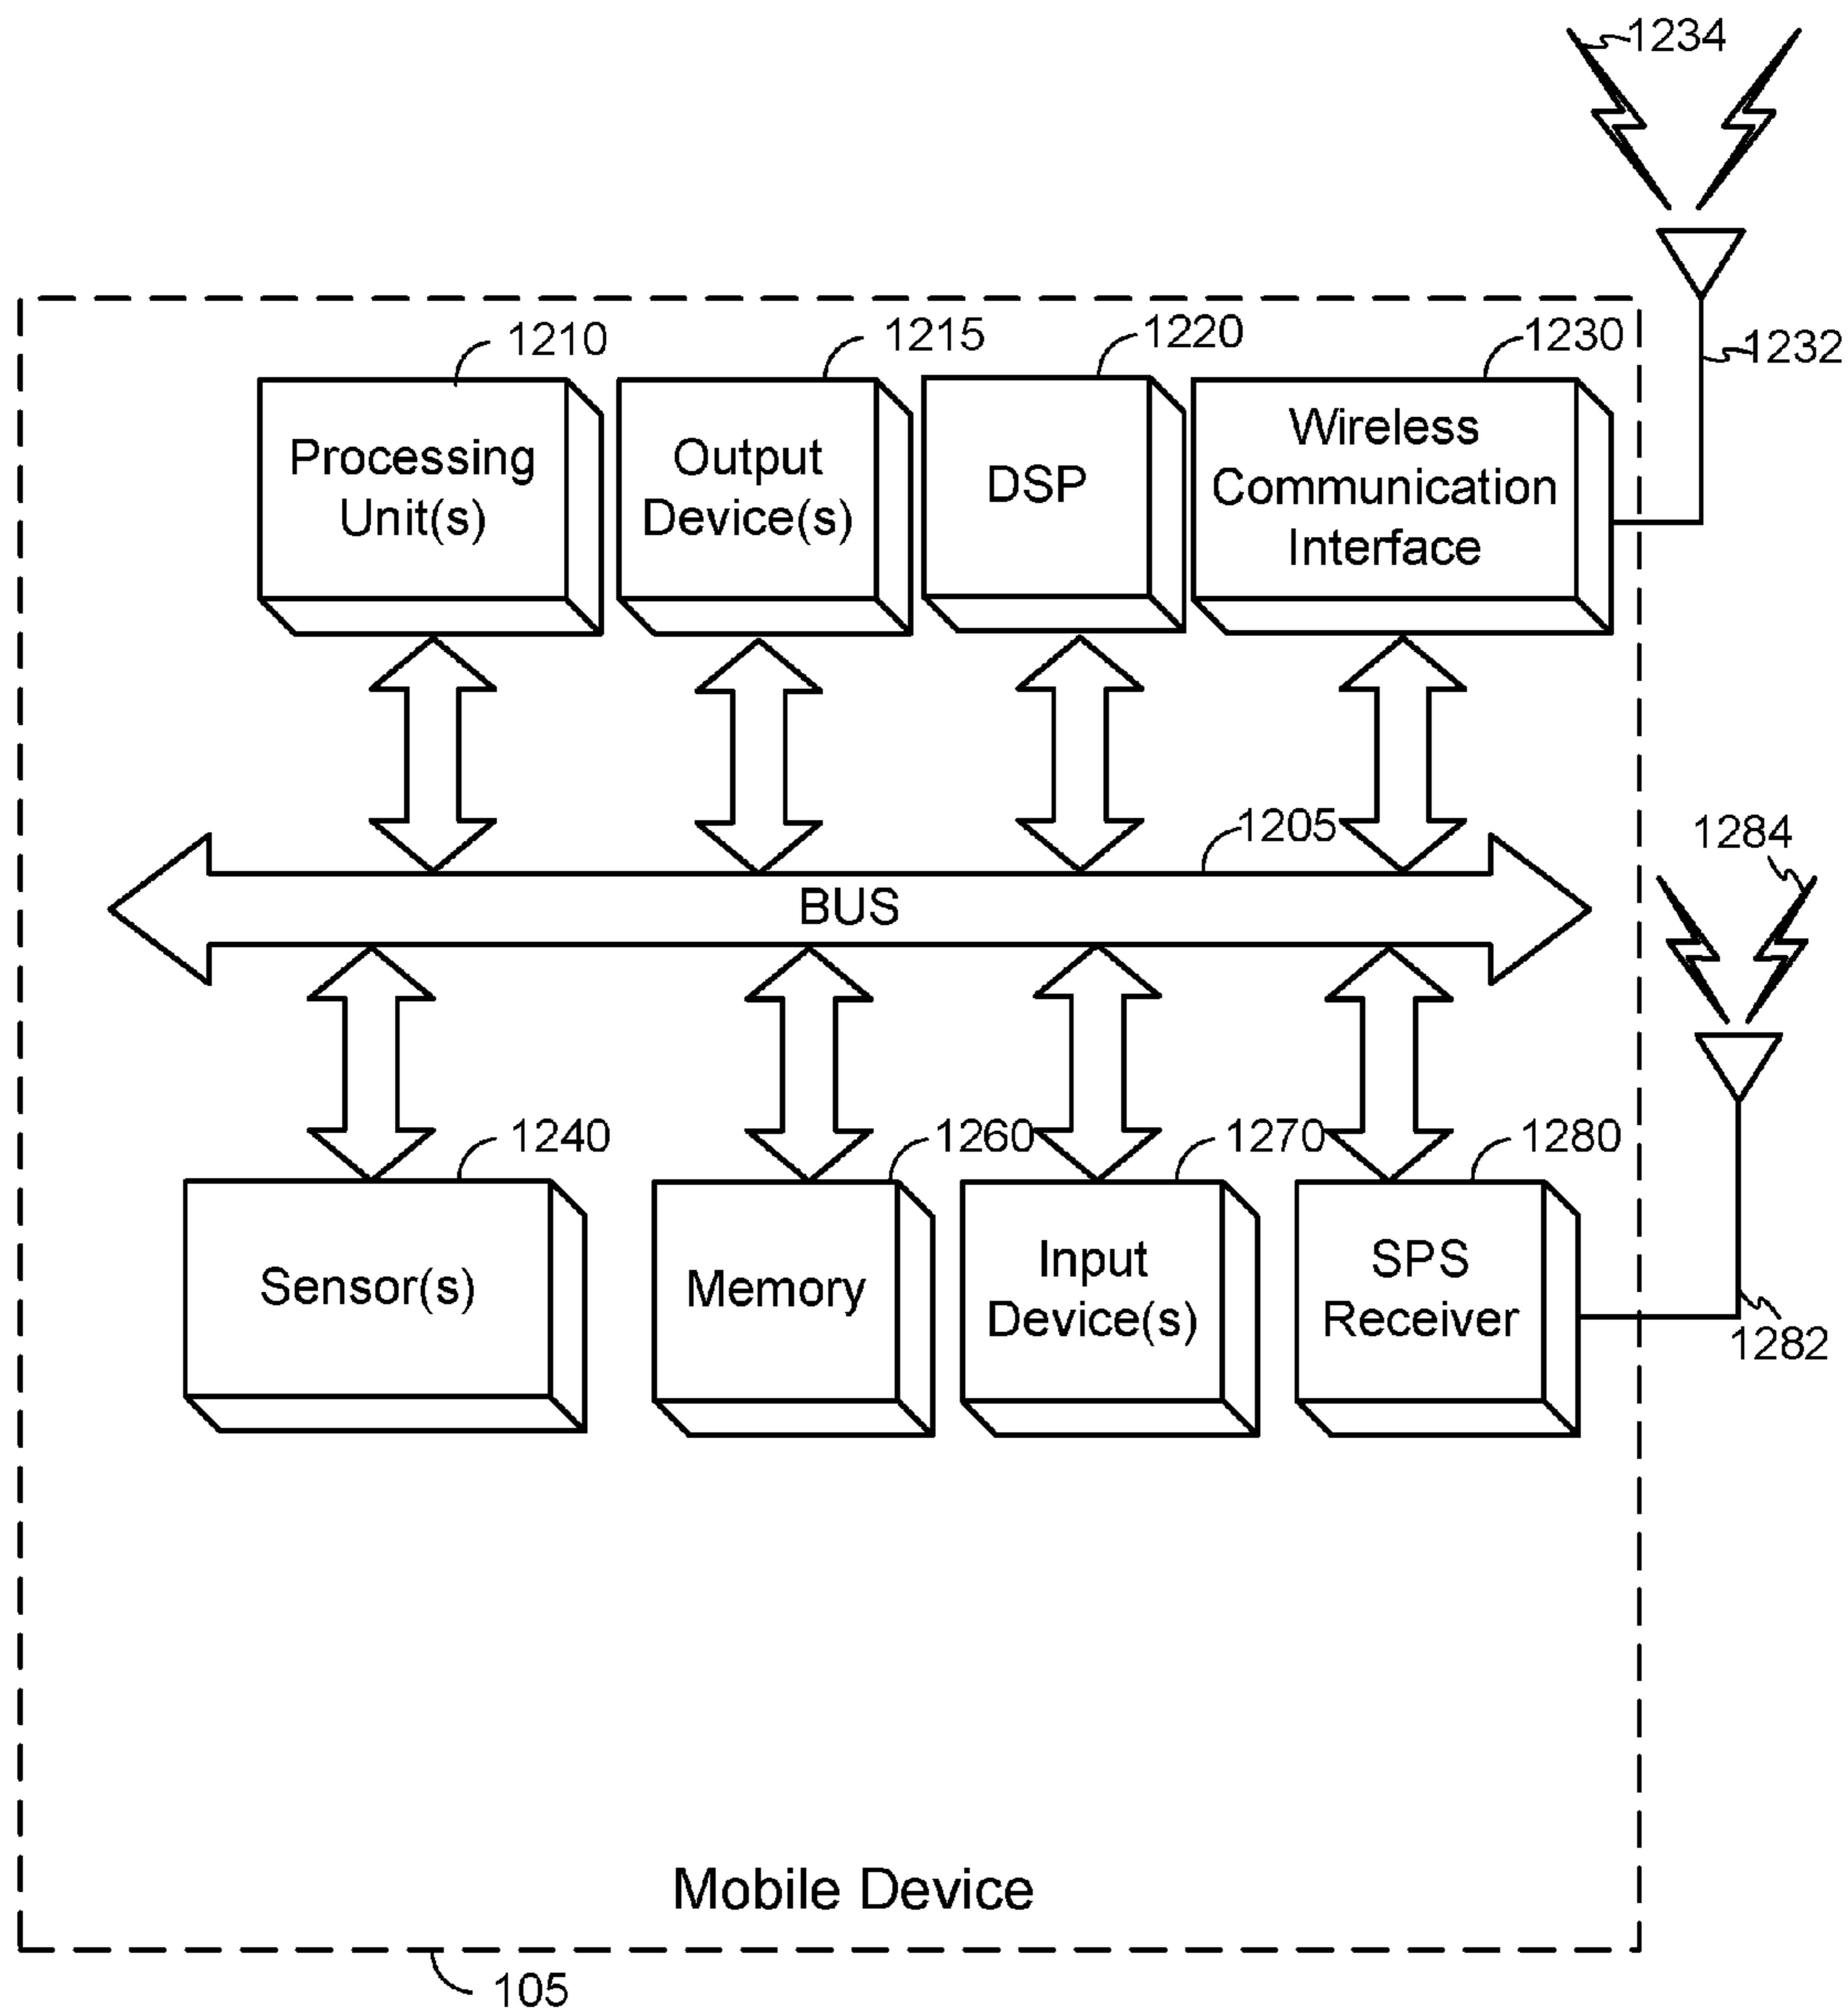 1234
1210
1215
1220
1230
1232
Processing
Unit(s)
Output
Device(s)
DSP
Wireless
Communication
Interface
1205
1284
BUS
1240
1260
1270
1280
Sensor(s)
Memory
Input
Device(s)
SPS
Receiver
1282
Mobile Device
105